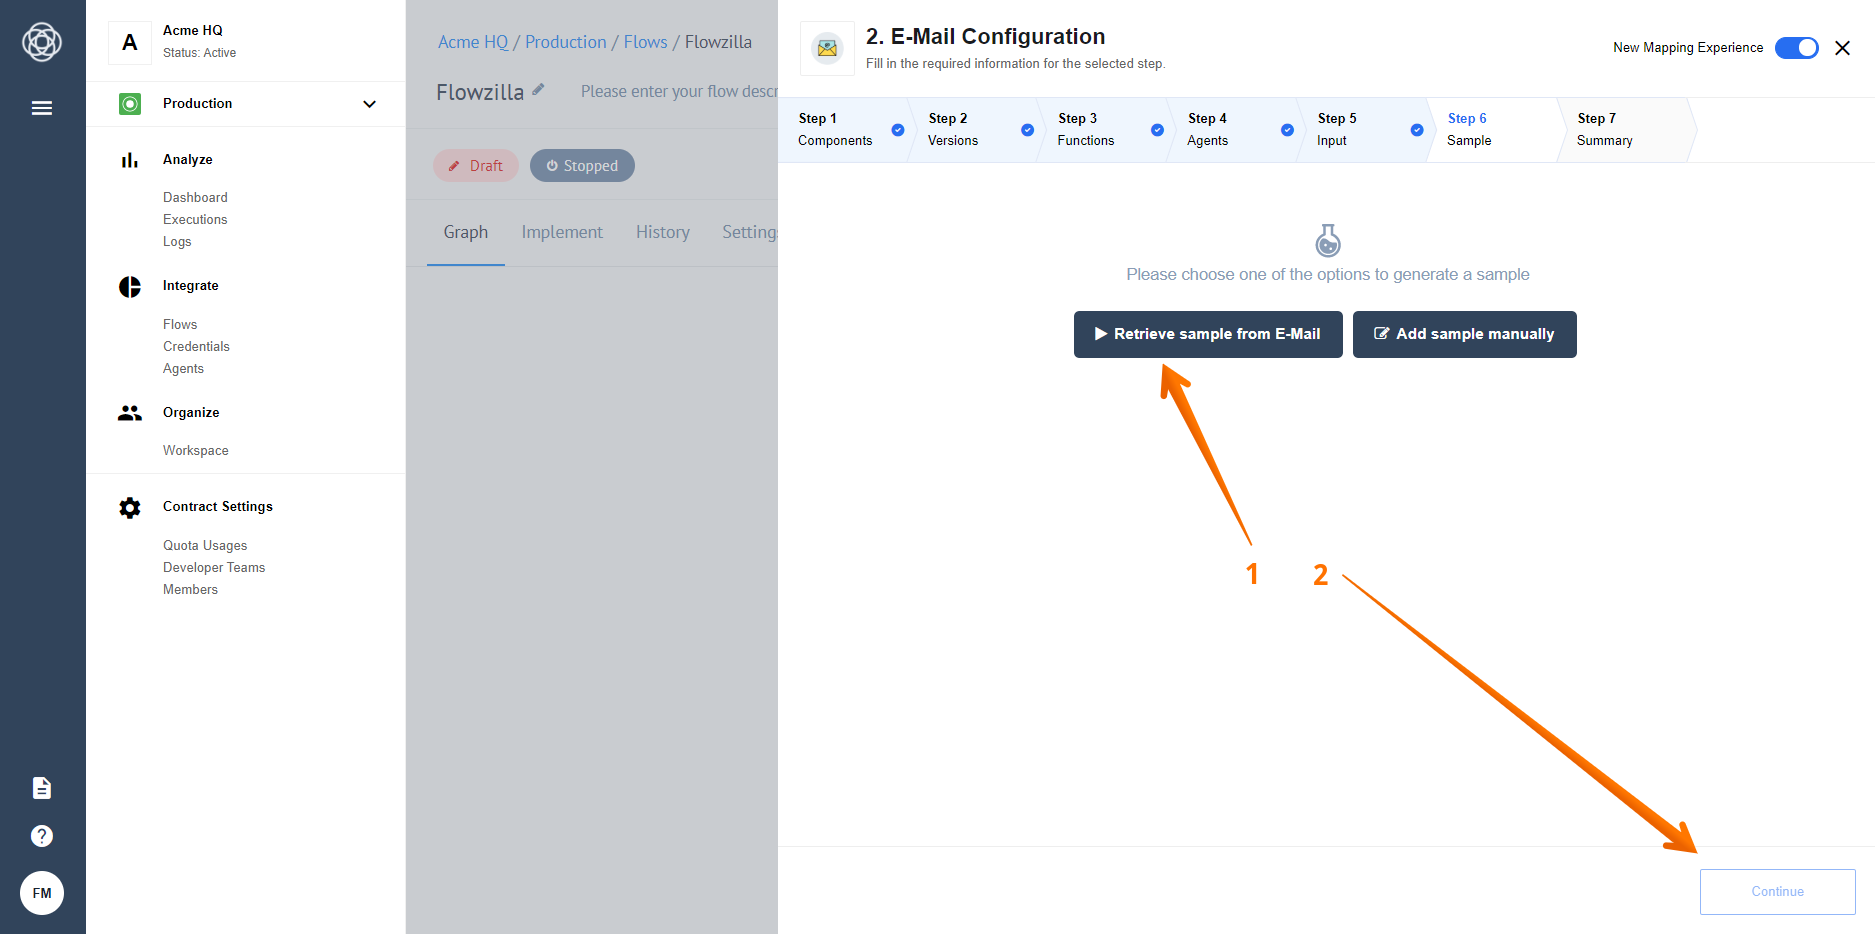 A
Acme HQ
Status: Active
Production
Analyze
Dashboard
Executions
Logs
Integrate
Flows
Credentials
Agents
Organize
Workspace
Contract Settings
Quota Usages
Developer Teams
Members
?
FM
Acme HQ / Production / Flows / Flowzilla
Flowzilla
Please enter your flow descr
Draft
Stopped
Graph
Implement
History
Settings
2. E-Mail Configuration
Fill in the required information for the selected step.
New Mapping Experience
Step 1
Components
Step 2
Versions
Step 3
Functions
Step 4
Agents
Step 5
Input
Step 6
Sample
Step 7
Summary
Please choose one of the options to generate a sample
Retrieve sample from E-Mail
Add sample manually
1
2
Continue